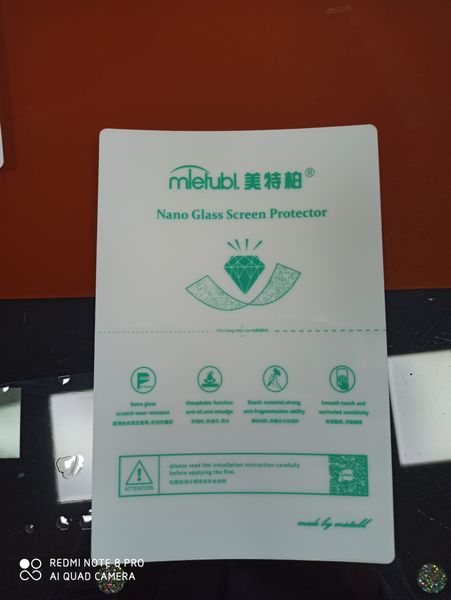 mietubl. 美特柏®
Nano Glass Screen Protector
Nano glass
scratch wear resistant
Oleophobic function
anti-oil,anti-smudge
Elastic material,strong
anti-fragmentation ability
Smooth touch and
unrivaled sensitivity
ATTENTION
please read the installation instruction carefully
before applying the film.
made by mietubl
REDMI NOTE 8 PRO
AI QUAD CAMERA